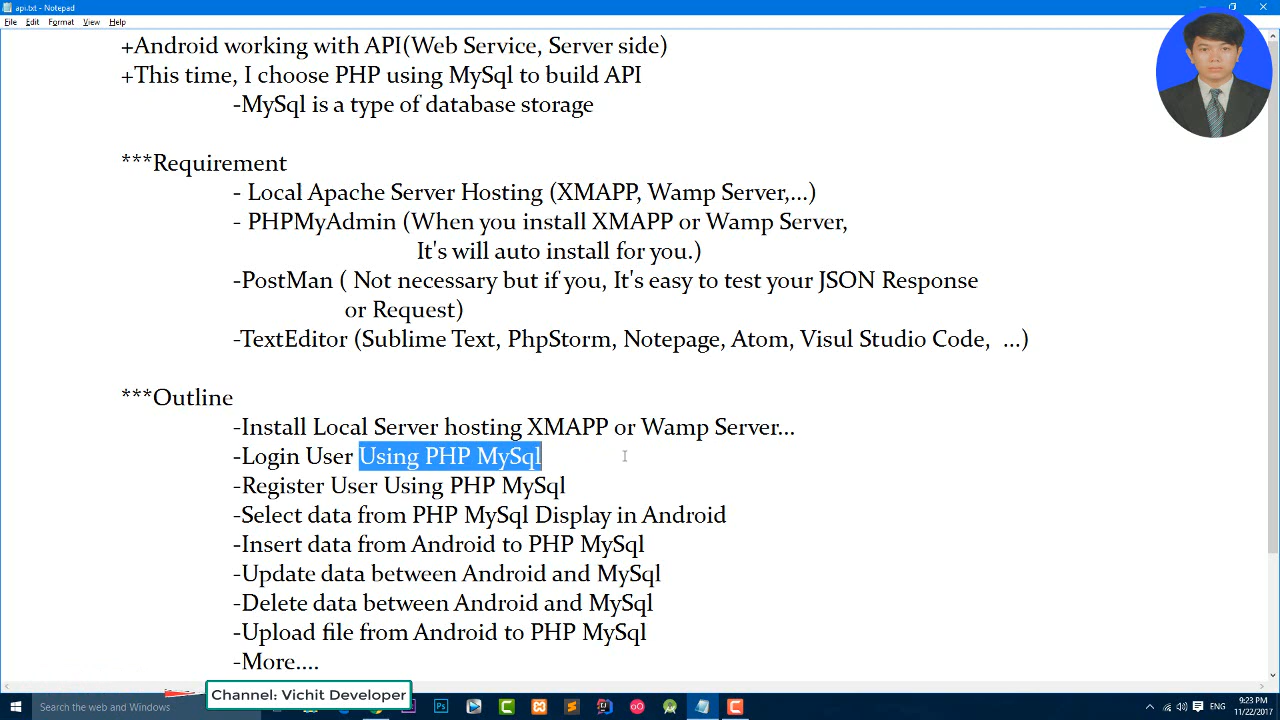 api.txt - Notepad
File Edit Format View Help
+Android working with API(Web Service, Server side)
+This time, I choose PHP using MySql to build API
-MySql is a type of database storage
***Requirement
- Local Apache Server Hosting (XMAPP, Wamp Server,...)
- PHPMyAdmin (When you install XMAPP or Wamp Server,
It's will auto install for you.)
-PostMan ( Not necessary but if you, It's easy to test your JSON Response
or Request)
-TextEditor (Sublime Text, PhpStorm, Notepage, Atom, Visul Studio Code,  ...)
***Outline
-Install Local Server hosting XMAPP or Wamp Server...
-Login User Using PHP MySql
-Register User Using PHP MySql
-Select data from PHP MySql Display in Android
-Insert data from Android to PHP MySql
-Update data between Android and MySql
-Delete data between Android and MySql
-Upload file from Android to PHP MySql
-More....
Channel: Vichit Developer
Search the web and Windows
Ps
ENG
9:23 PM
11/22/2017